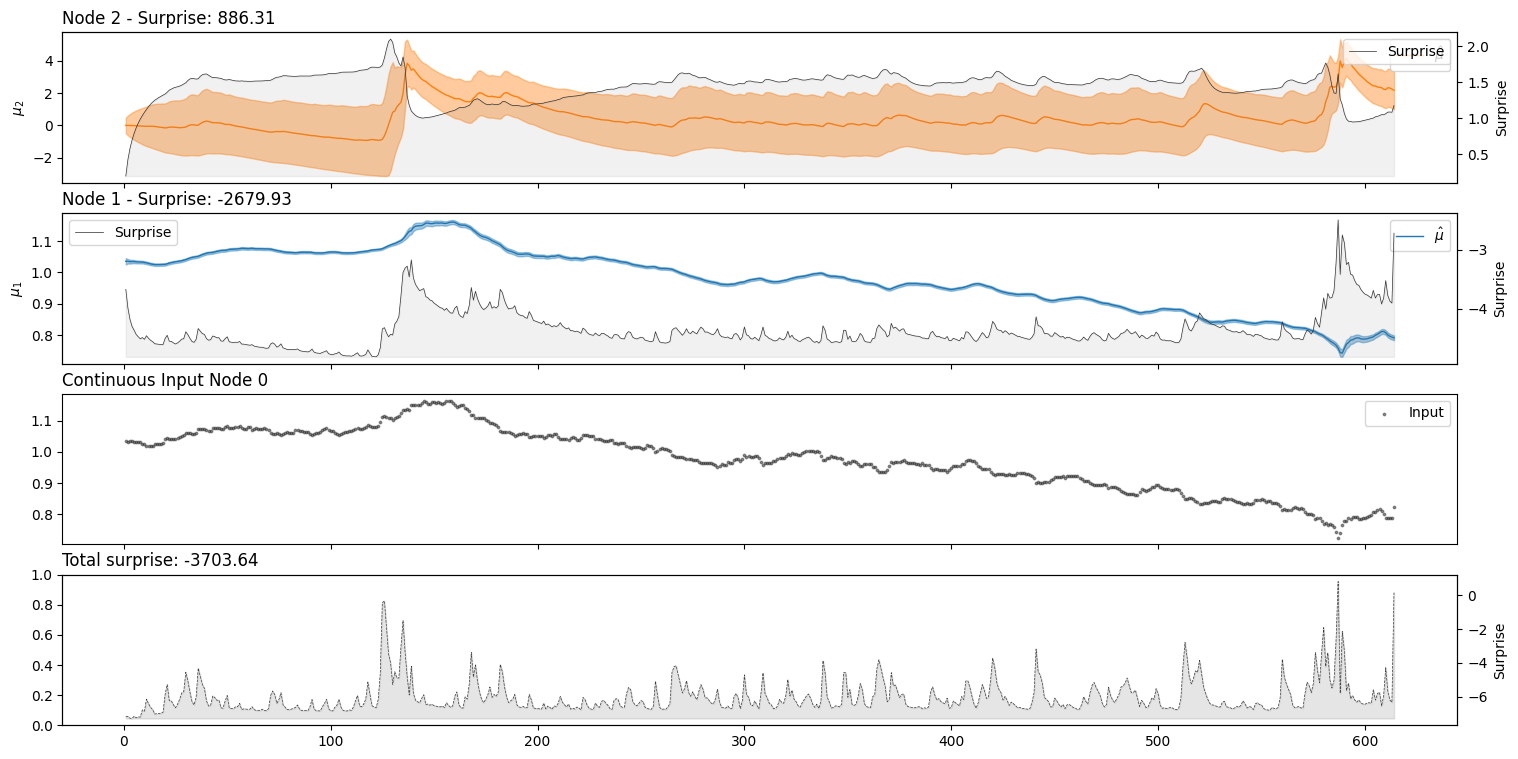 Node 2 - Surprise: 886.31
4
2
0
−2
μ2
Surprise
μ̂
2.0
1.5
1.0
0.5
Surprise
Node 1 - Surprise: -2679.93
1.1
1.0
0.9
0.8
μ1
Surprise
μ̂
−3
−4
Surprise
Continuous Input Node 0
1.1
1.0
0.9
0.8
Input
Total surprise: -3703.64
1.0
0.8
0.6
0.4
0.2
0.0
0
−2
−4
−6
Surprise
0 100 200 300 400 500 600